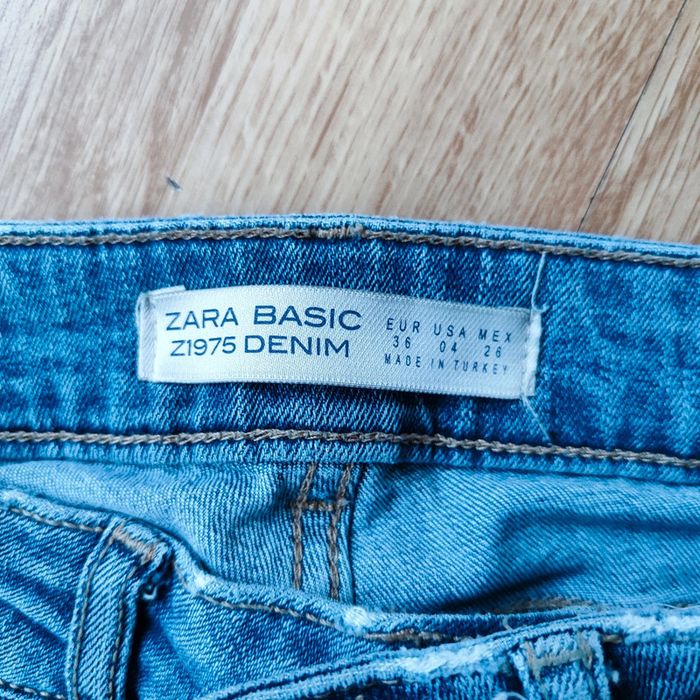 ZARA BASIC
Z1975 DENIM
EUR USA MEX
36 04 26
MADE IN TURKEY